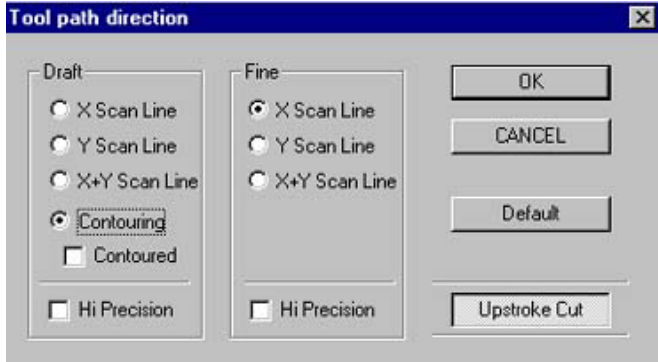 Tool path direction
Draft
X Scan Line
Y Scan Line
X+Y Scan Line
Contouring
Contoured
Hi Precision
Fine
X Scan Line
Y Scan Line
X+Y Scan Line
Hi Precision
OK
CANCEL
Default
Upstroke Cut